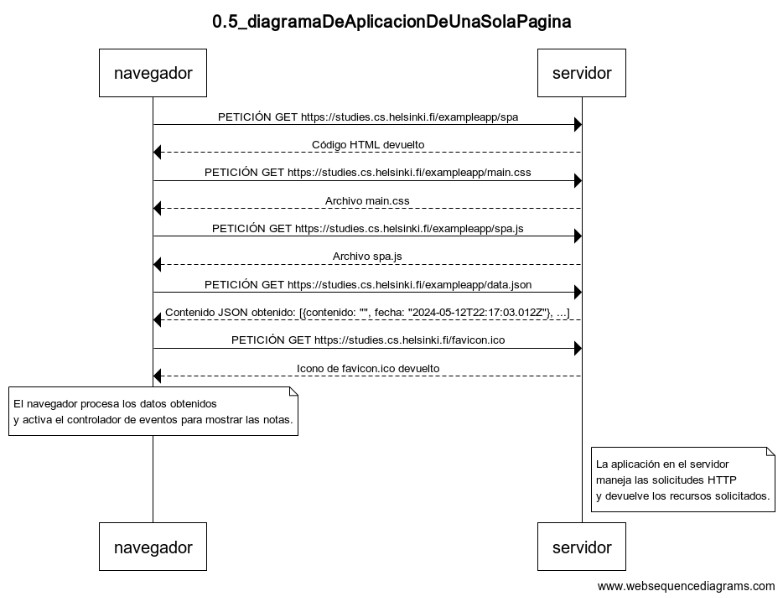 0.5_diagramaDeAplicacionDeUnaSolaPagina
navegador
servidor
PETICIÓN GET https://studies.cs.helsinki.fi/exampleapp/spa
Código HTML devuelto
PETICIÓN GET https://studies.cs.helsinki.fi/exampleapp/main.css
Archivo main.css
PETICIÓN GET https://studies.cs.helsinki.fi/exampleapp/spa.js
Archivo spa.js
PETICIÓN GET https://studies.cs.helsinki.fi/exampleapp/data.json
Contenido JSON obtenido: [{contenido: "", fecha: "2024-05-12T22:17:03.012Z"}, ...]
PETICIÓN GET https://studies.cs.helsinki.fi/favicon.ico
Icono de favicon.ico devuelto
El navegador procesa los datos obtenidos
y activa el controlador de eventos para mostrar las notas.
La aplicación en el servidor
maneja las solicitudes HTTP
y devuelve los recursos solicitados.
navegador
servidor
www.websequencediagrams.com